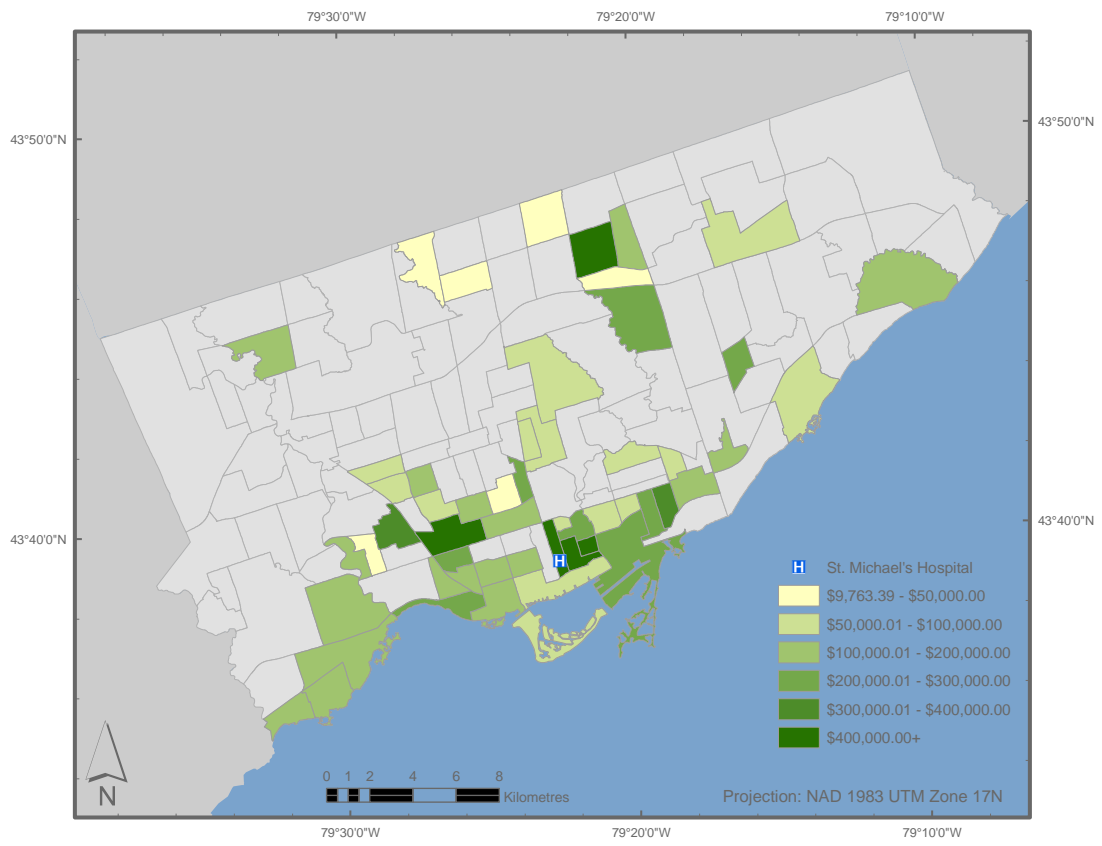 79°30'0"W 79°20'0"W 79°10'0"W
43°50'0"N 43°50'0"N
43°40'0"N 43°40'0"N
H
H St. Michael's Hospital
$9,763.39 - $50,000.00
$50,000.01 - $100,000.00
$100,000.01 - $200,000.00
$200,000.01 - $300,000.00
$300,000.01 - $400,000.00
$400,000.00+
N
0 1 2 4 6 8
Kilometres
Projection: NAD 1983 UTM Zone 17N
79°30'0"W 79°20'0"W 79°10'0"W